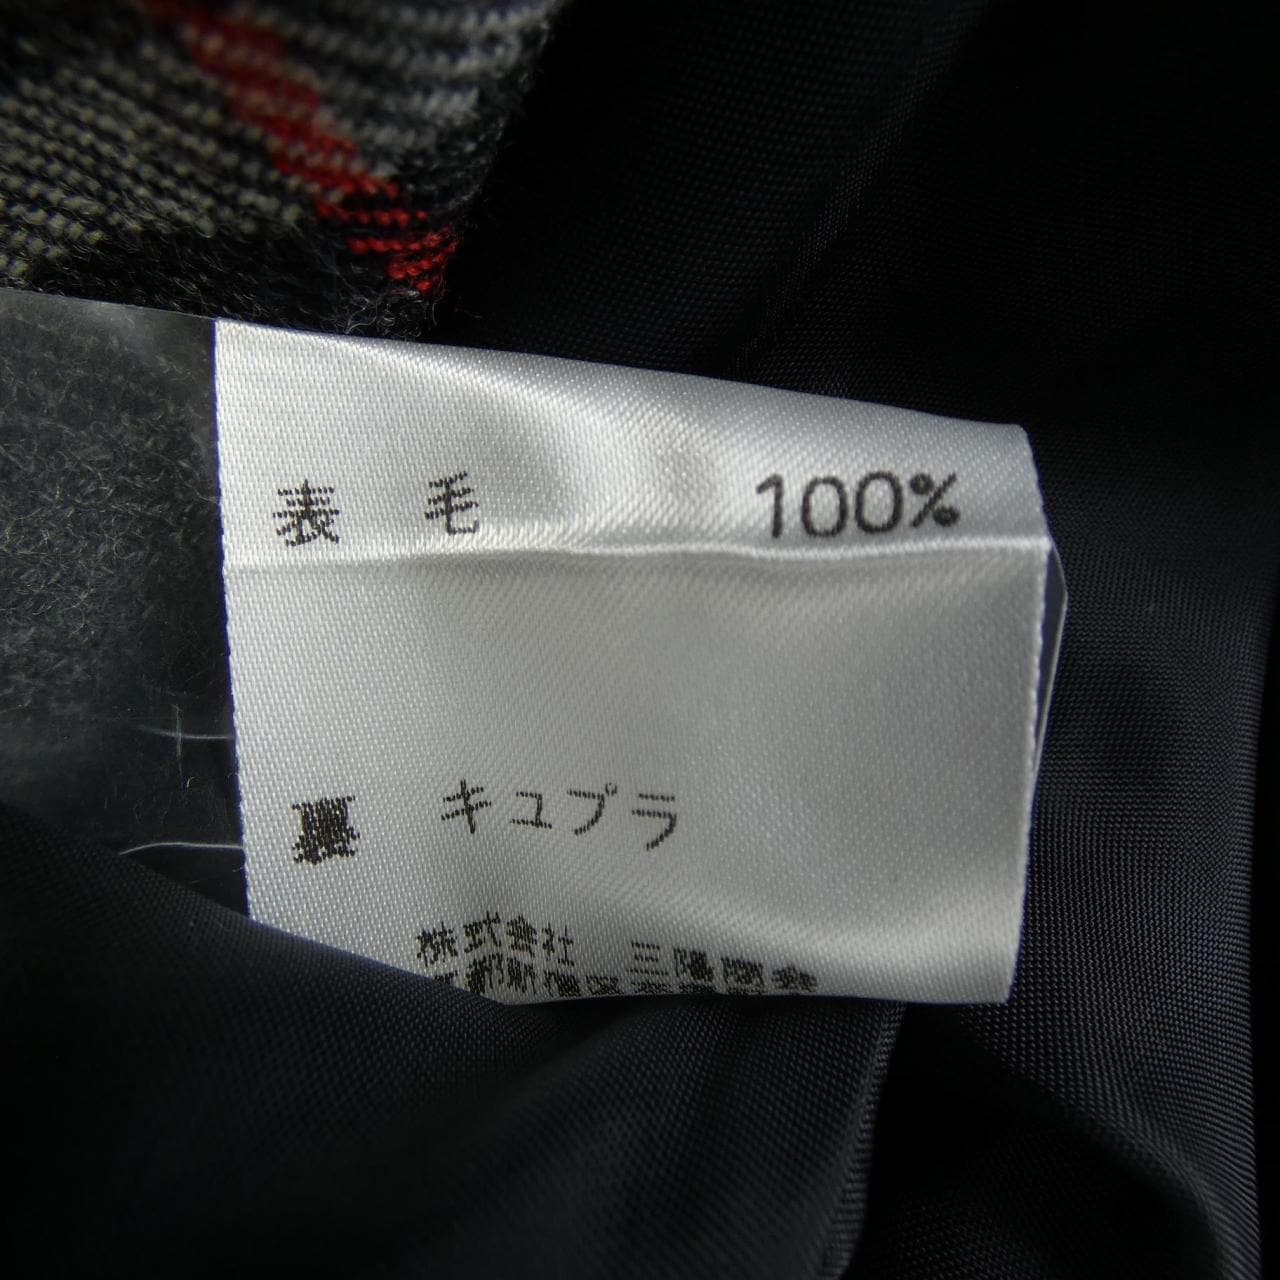 表 毛 100%
裏 キュプラ
株式会社 三陽商会